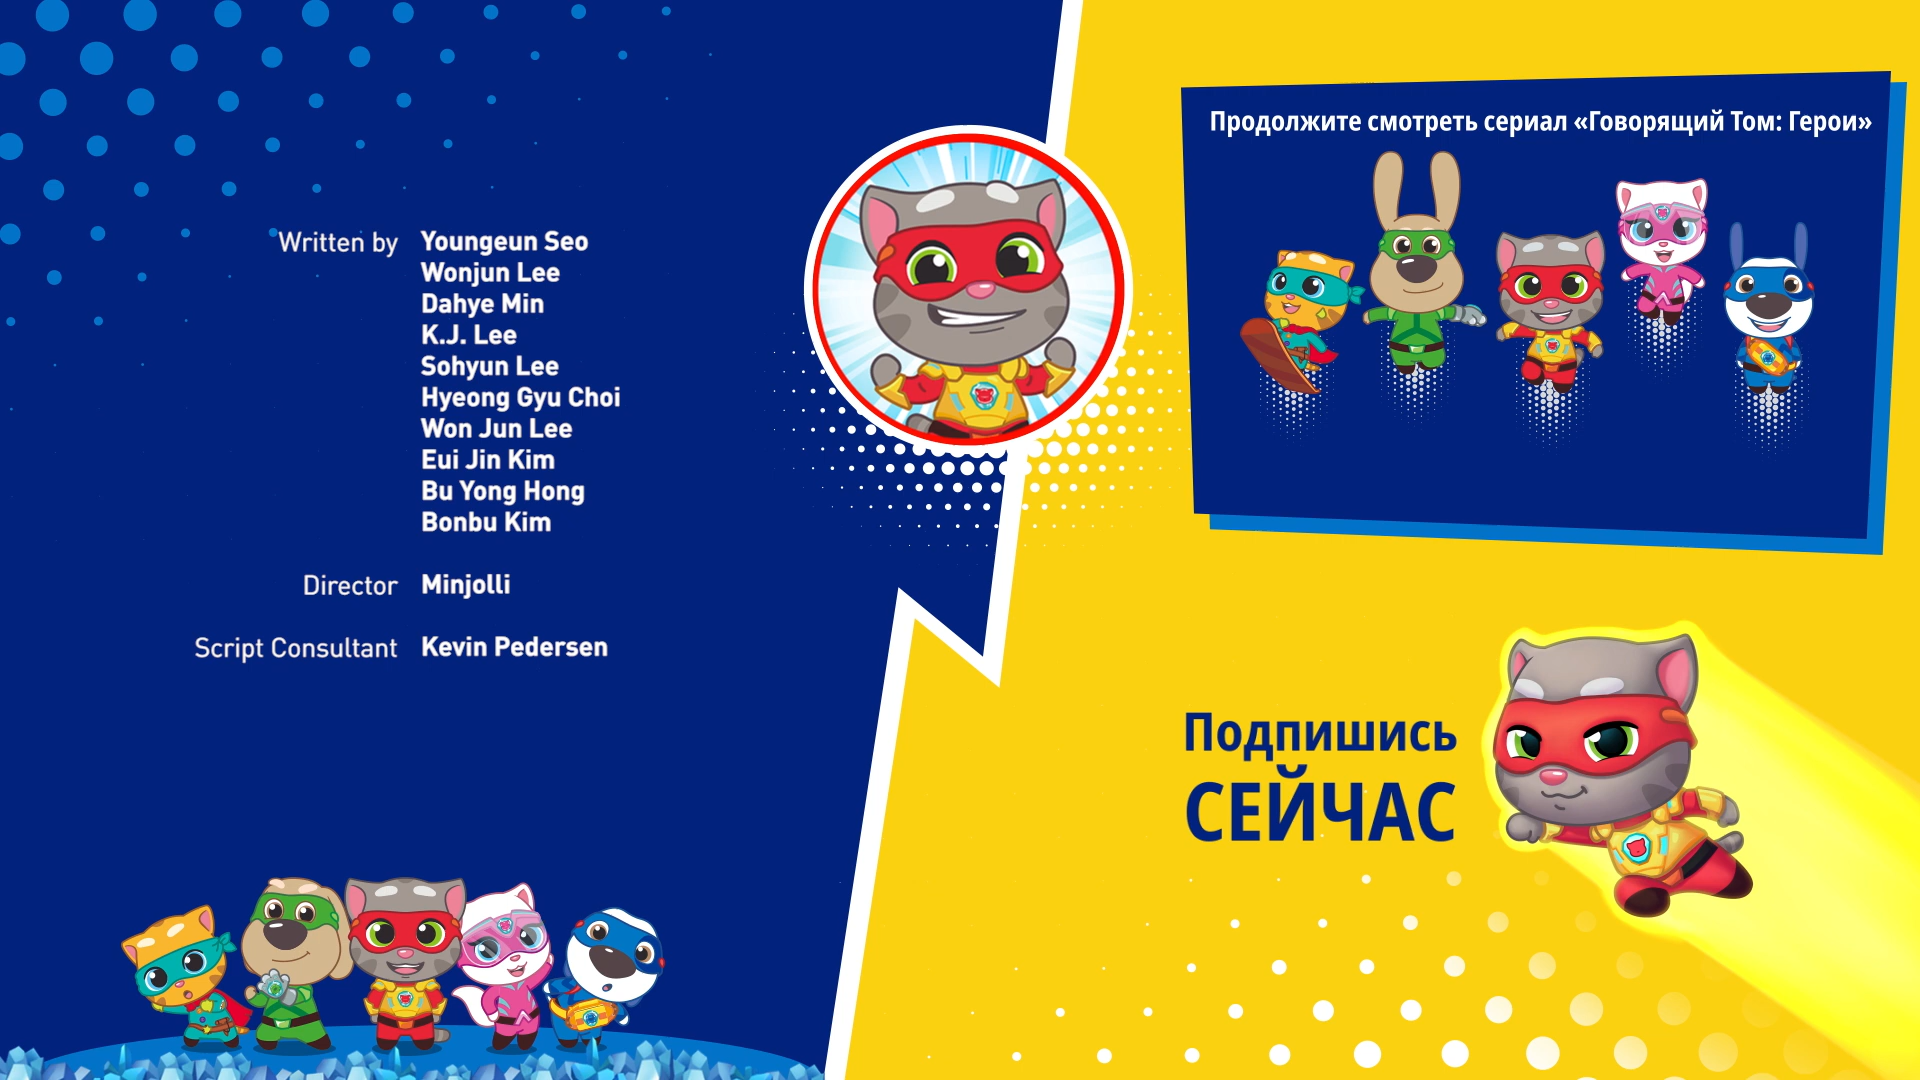 Written by Youngeun Seo
Wonjun Lee
Dahye Min
K.J. Lee
Sohyun Lee
Hyeong Gyu Choi
Won Jun Lee
Eui Jin Kim
Bu Yong Hong
Bonbu Kim
Director Minjolli
Script Consultant Kevin Pedersen
Продолжите смотреть сериал «Говорящий Том: Герои»
Подпишись
СЕЙЧАС